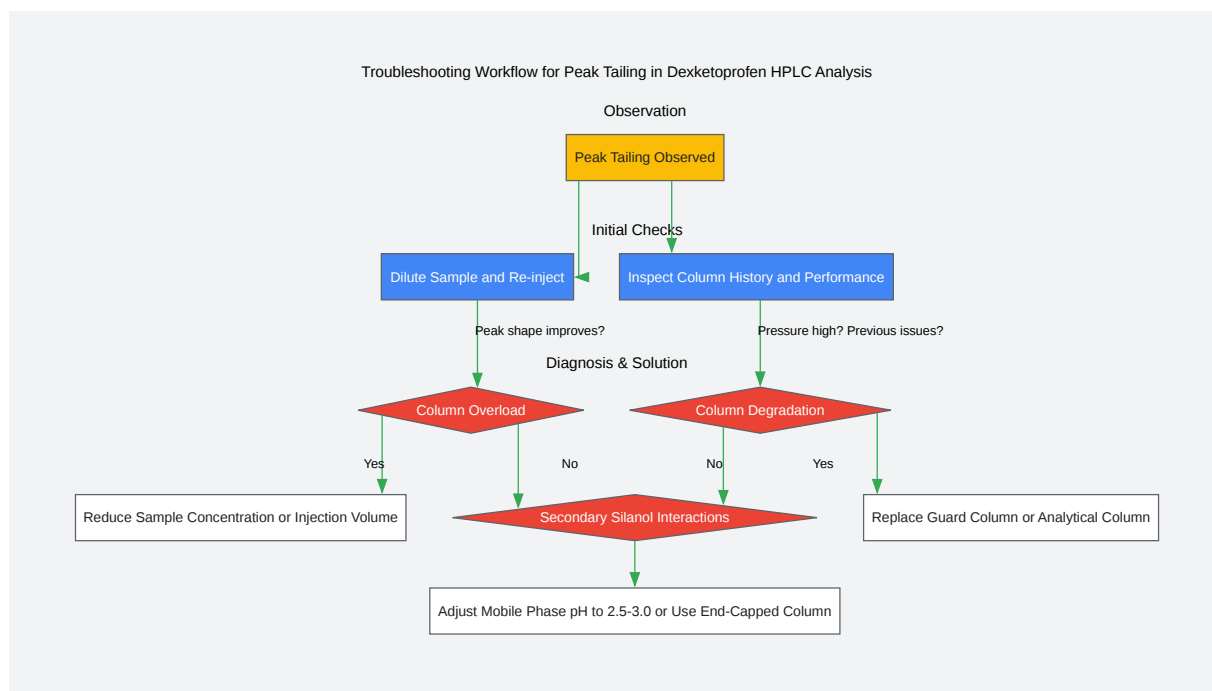 Troubleshooting Workflow for Peak Tailing in Dexketoprofen HPLC Analysis
Observation
Peak Tailing Observed
Initial Checks
Dilute Sample and Re-inject
Inspect Column History and Performance
Peak shape improves?
Pressure high? Previous issues?
Diagnosis & Solution
Column Overload
Column Degradation
Yes
No
No
Yes
Reduce Sample Concentration or Injection Volume
Secondary Silanol Interactions
Replace Guard Column or Analytical Column
Adjust Mobile Phase pH to 2.5-3.0 or Use End-Capped Column